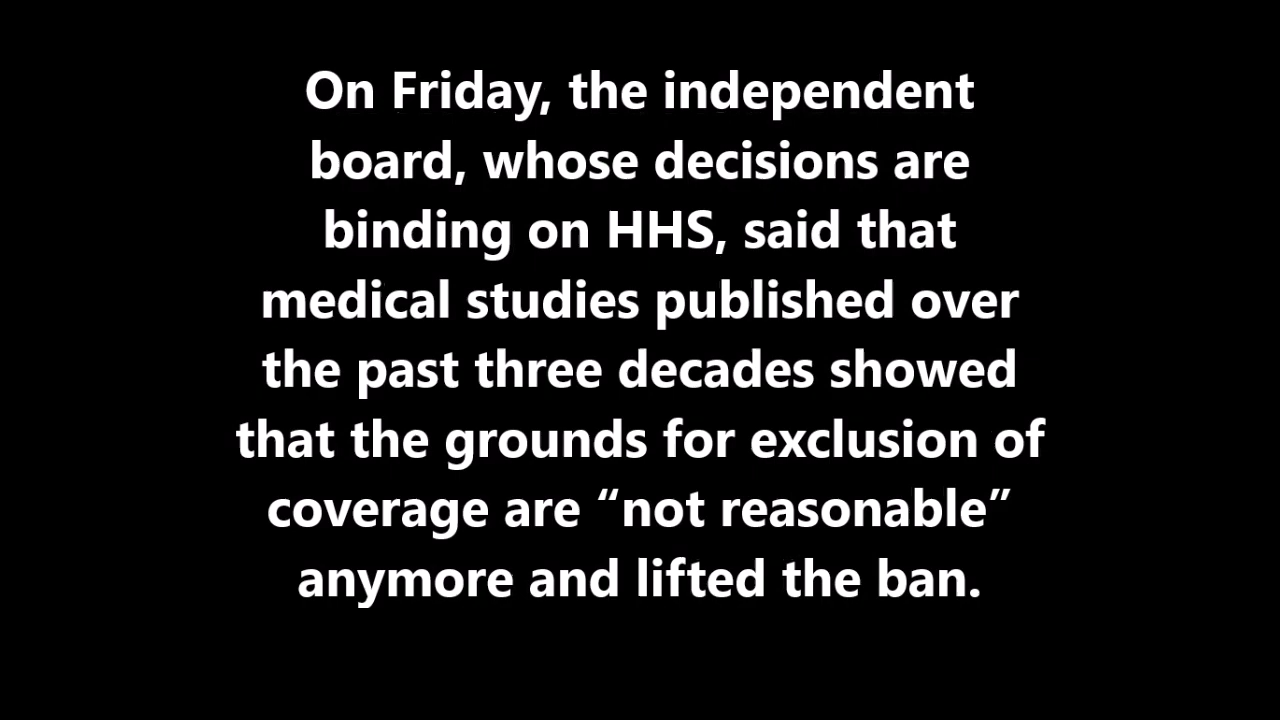 On Friday, the independent
board, whose decisions are
binding on HHS, said that
medical studies published over
the past three decades showed
that the grounds for exclusion of
coverage are “not reasonable”
anymore and lifted the ban.